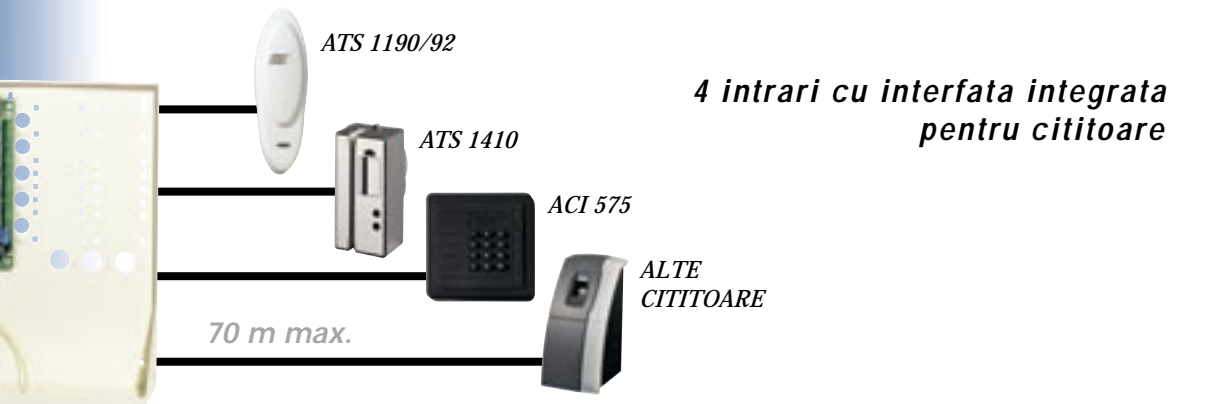 ATS 1190/92
4 intrari cu interfata integrata
pentru cititoare
ATS 1410
ACI 575
ALTE
CITITOARE
70 m max.